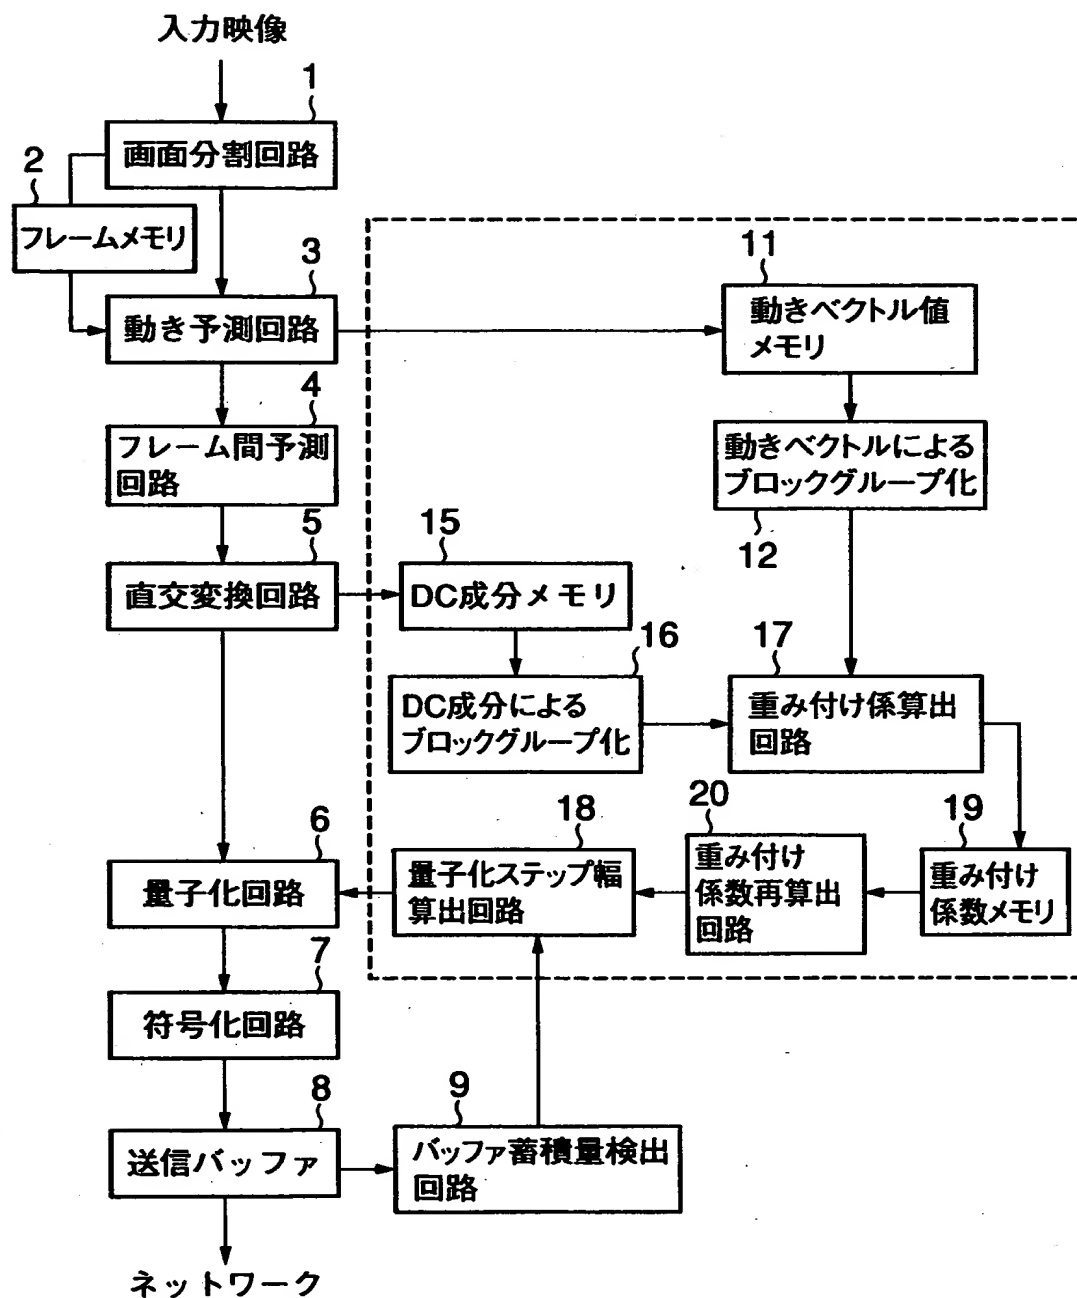 入力映像
1
画面分割回路
2
フレームメモリ
3
動き予測回路
11
動きベクトル値
メモリ
4
フレーム間予測
回路
動きベクトルによる
ブロックグループ化
12
5
直交変換回路
15
DC成分メモリ
16
DC成分による
ブロックグループ化
17
重み付け係算出
回路
6
量子化回路
18
量子化ステップ幅
算出回路
20
重み付け
係数再算出
回路
19
重み付け
係数メモリ
7
符号化回路
8
送信バッファ
9
バッファ蓄積量検出
回路
ネットワーク